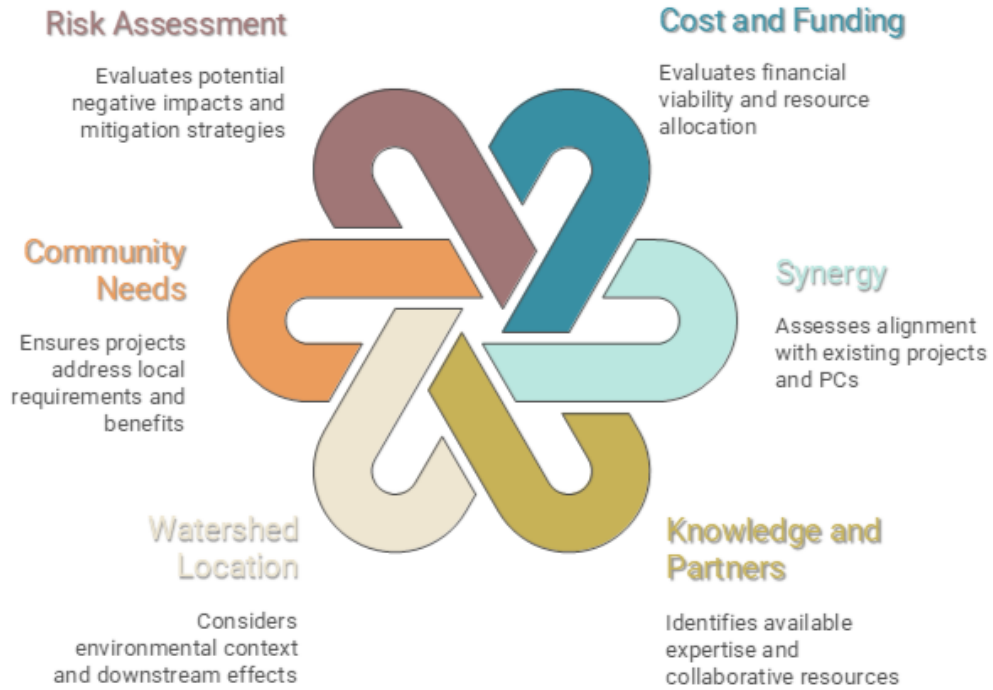 Risk Assessment
Evaluates potential
negative impacts and
mitigation strategies
Cost and Funding
Evaluates financial
viability and resource
allocation
Community
Needs
Ensures projects
address local
requirements and
benefits
Synergy
Assesses alignment
with existing projects
and PCs
Watershed
Location
Considers
environmental context
and downstream effects
Knowledge and
Partners
Identifies available
expertise and
collaborative resources